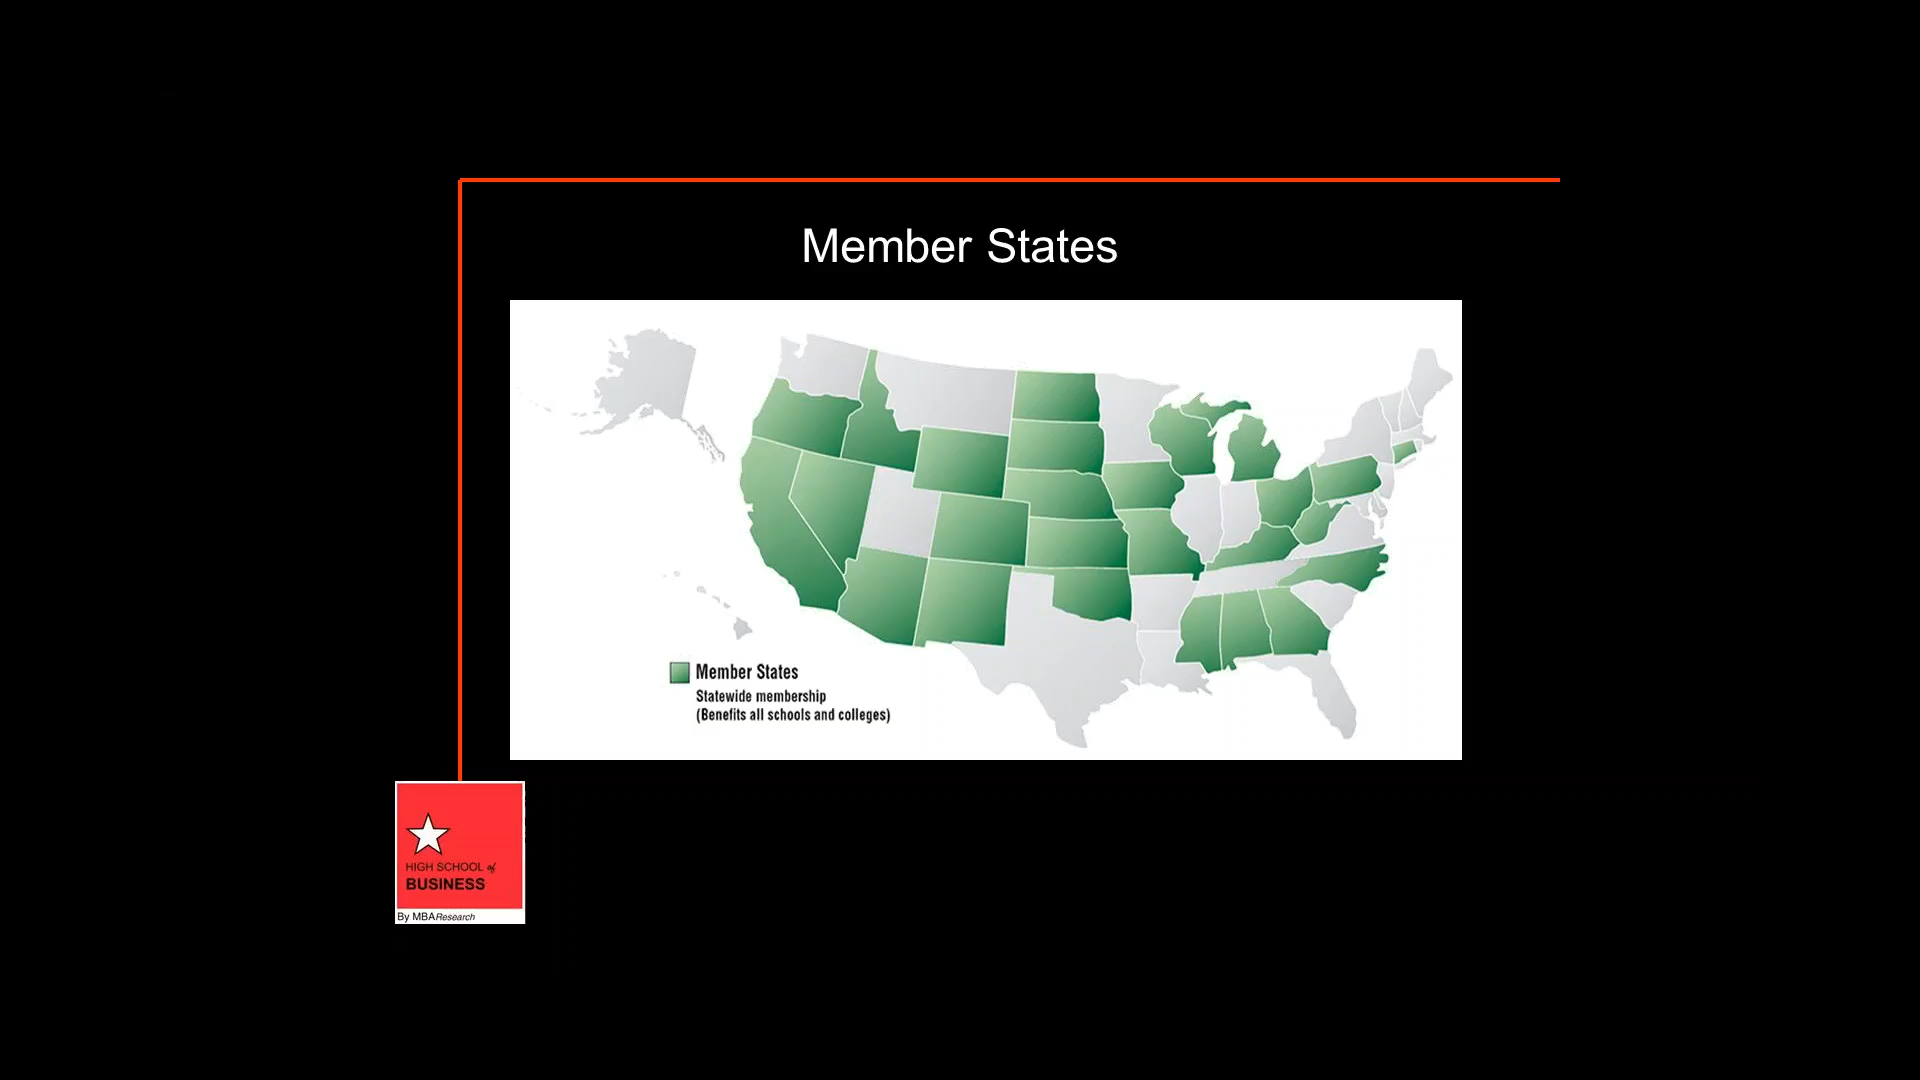 Member States
Member States
Statewide membership
(Benefits all schools and colleges)
HIGH SCHOOL of
BUSINESS
By MBAResearch